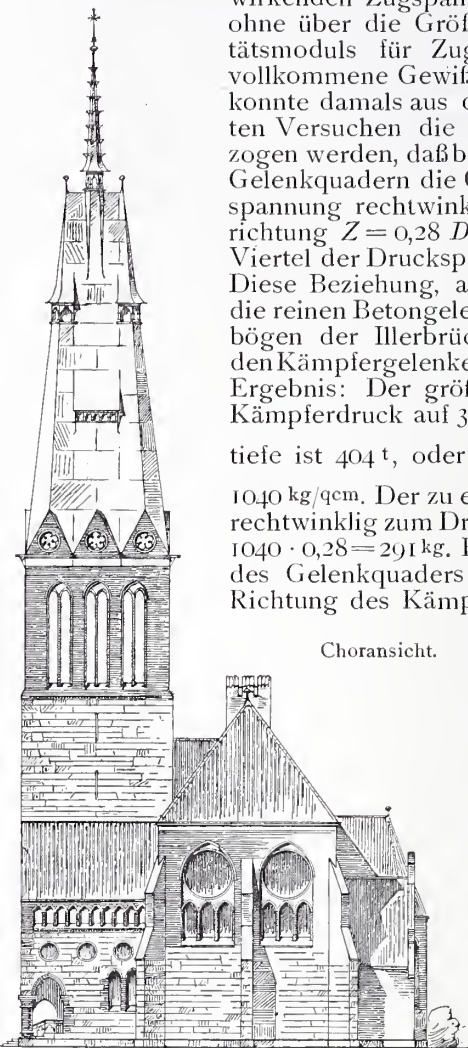 wirkenden Zugspan
ohne über die Größ
tätsmoduls für Zug
vollkommene Gewiß
konnte damals aus d
ten Versuchen die
zogen werden, daß b
Gelenkquadern die
spannung rechtwink
richtung Z = 0,28 D
Viertel der Drucksp
Diese Beziehung, a
die reinen Betongele
bögen der Illerbrüc
den Kämpfergelenke
Ergebnis: Der größ
Kämpferdruck auf 3
tiefe ist 404 t, oder
1040 kg/qcm. Der zu e
rechtwinklig zum Dr
1040 · 0,28 = 291 kg.
des Gelenkquaders
Richtung des Kämp
Choransicht.